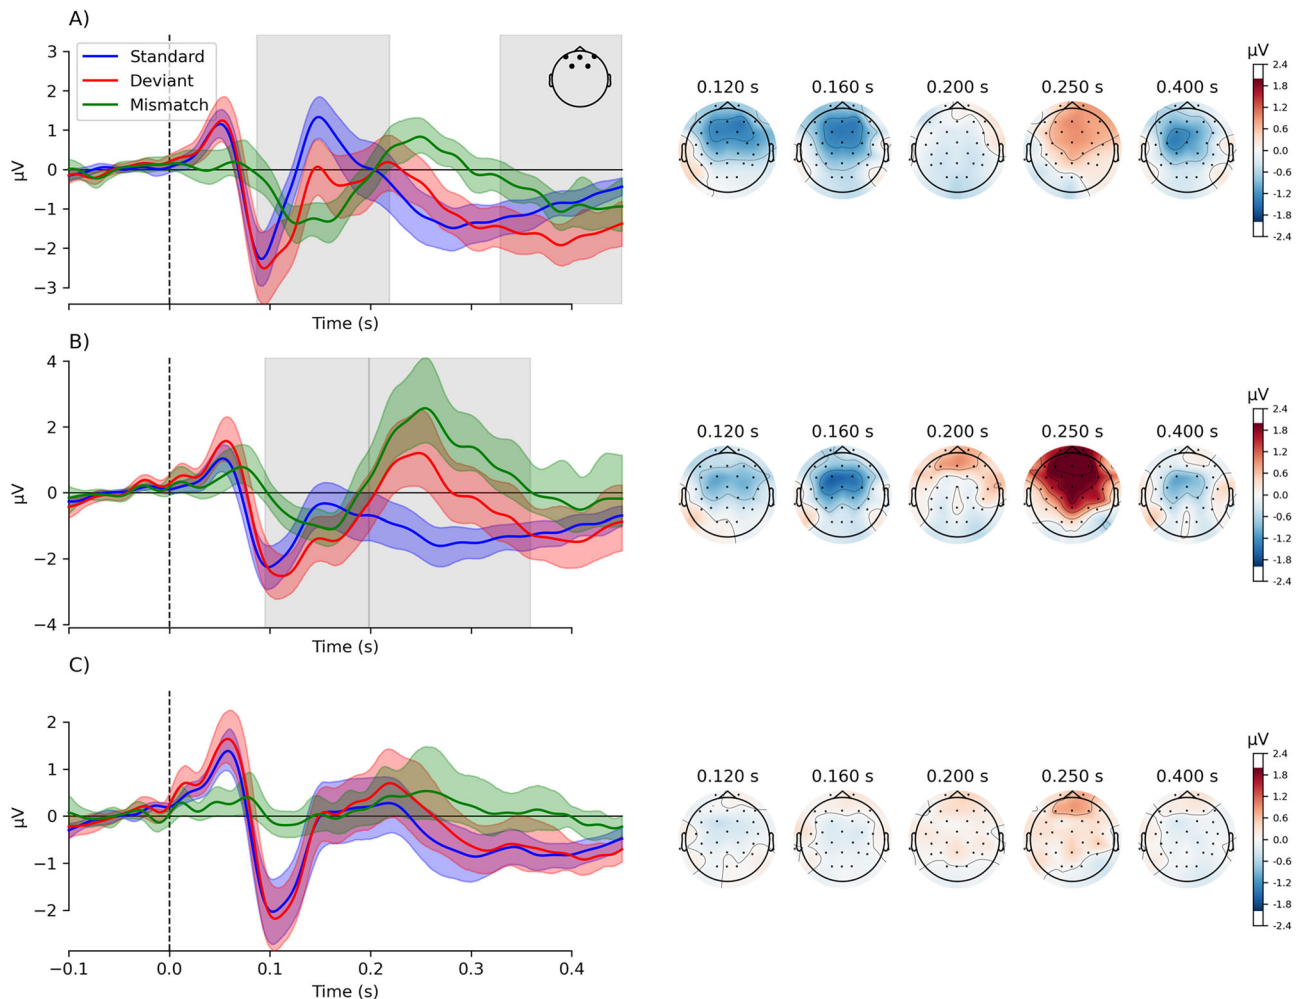 A)
3
2
1
0
−1
−2
−3
μV
Standard
Deviant
Mismatch
Time (s)
μV
0.120 s
0.160 s
0.200 s
0.250 s
0.400 s
2.4
1.8
1.2
0.6
0.0
−0.6
−1.2
−1.8
−2.4
B)
4
2
0
−2
−4
μV
Time (s)
μV
0.120 s
0.160 s
0.200 s
0.250 s
0.400 s
2.4
1.8
1.2
0.6
0.0
−0.6
−1.2
−1.8
−2.4
C)
2
1
0
−1
−2
μV
−0.1
0.0
0.1
0.2
0.3
0.4
Time (s)
μV
0.120 s
0.160 s
0.200 s
0.250 s
0.400 s
2.4
1.8
1.2
0.6
0.0
−0.6
−1.2
−1.8
−2.4